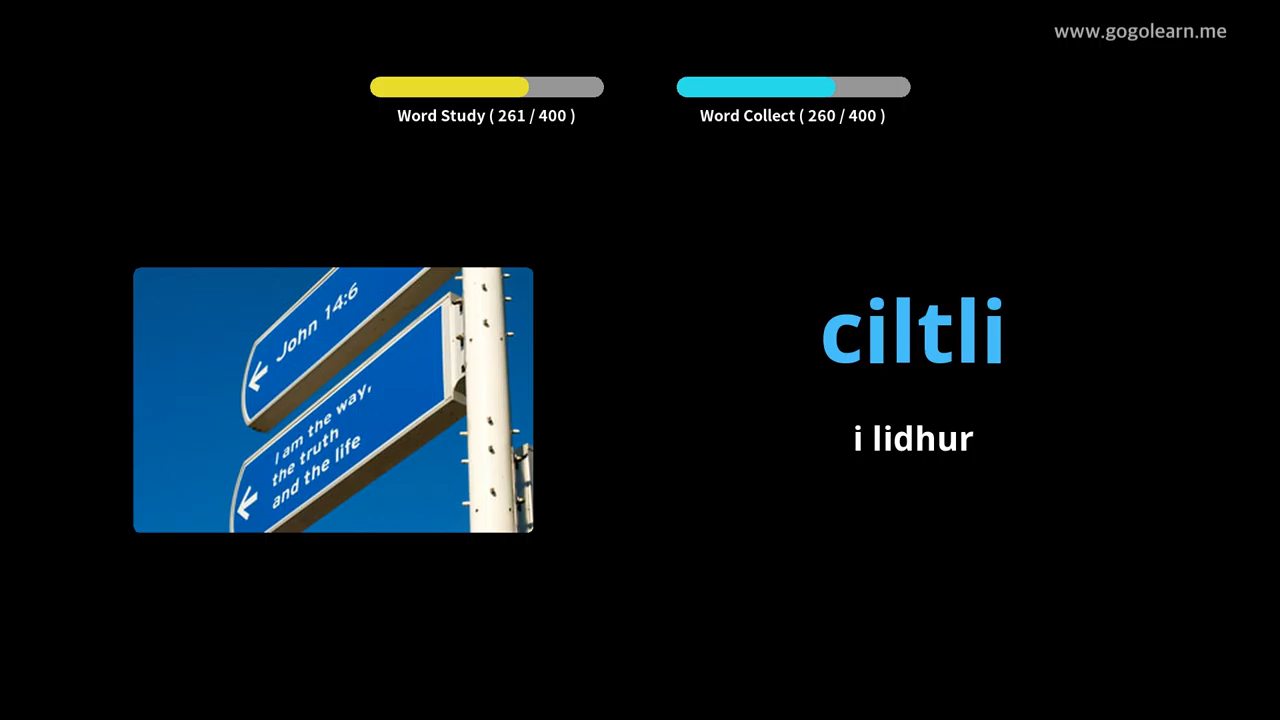 www.gogolearn.me
Word Study ( 261 / 400 )
Word Collect ( 260 / 400 )
John 14:6
I am the way,
the truth
and the life
ciltli
i lidhur